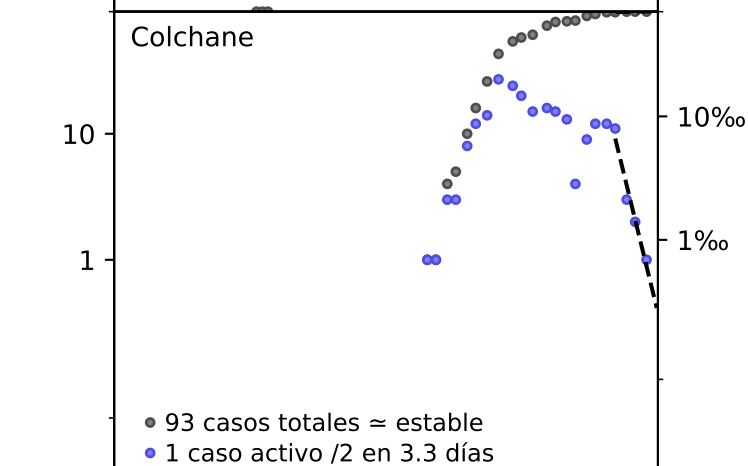 Colchane
10
1
10‰
1‰
93 casos totales ≃ estable
1 caso activo /2 en 3.3 días